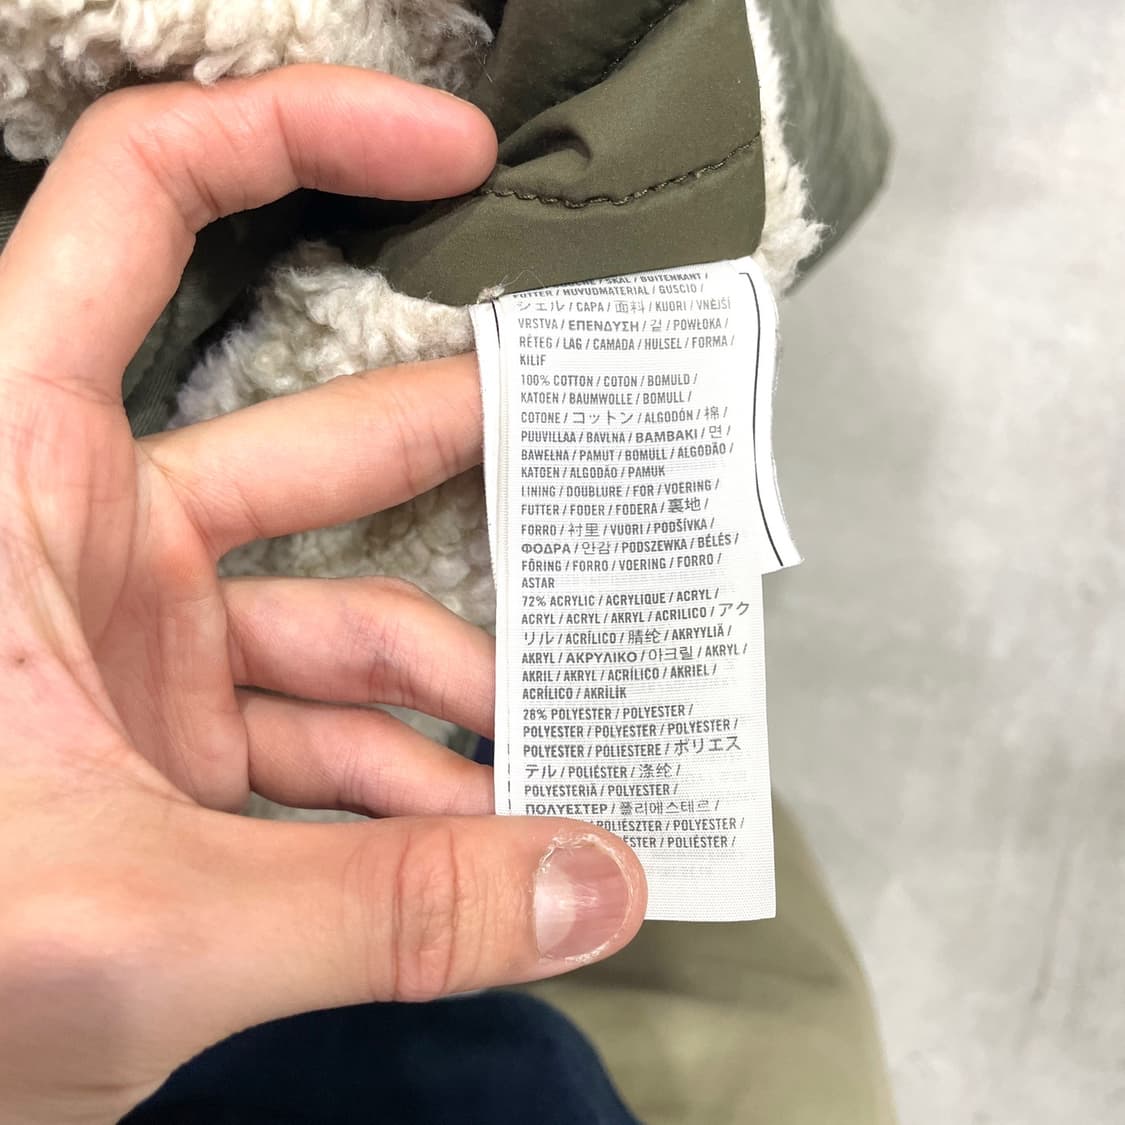 / SKAL / BUITENKANT /
FUTTER / HUVUDMATERIAL / GUSCIO /
シェル / CAPA / 面料 / KUORI / VNĚJŠÍ
VRSTVA / ΕΠΕΝΔΥΣΗ / 겉 / POWŁOKA /
RÉTEG / LAG / CAMADA / HULSEL / FORMA /
KILIF
100% COTTON / COTON / BOMULD /
KATOEN / BAUMWOLLE / BOMULL /
COTONE / コットン / ALGODÓN / 棉 /
PUUVILLAA / BAVLNA / ΒΑΜΒΑΚΙ / 면 /
BAWEŁNA / PAMUT / BOMULL / ALGODÃO /
KATOEN / ALGODÃO / PAMUK
LINING / DOUBLURE / FOR / VOERING /
FUTTER / FODER / FODERA / 裏地 /
FORRO / 衬里 / VUORI / PODŠÍVKA /
ΦΟΔΡΑ / 안감 / PODSZEWKA / BÉLÉS /
FÔRING / FORRO / VOERING / FORRO /
ASTAR
72% ACRYLIC / ACRYLIQUE / ACRYL /
ACRYL / ACRYL / AKRYL / ACRILICO / アク
リル / ACRÍLICO / 腈纶 / AKRYYLIÄ /
AKRYL / ΑΚΡΥΛΙΚΟ / 아크릴 / AKRYL /
AKRIL / AKRYL / ACRÍLICO / AKRIEL /
ACRÍLICO / AKRİLİK
28% POLYESTER / POLYESTER /
POLYESTER / POLYESTER / POLYESTER /
POLYESTER / POLIESTERE / ポリエス
テル / POLIÉSTER / 涤纶 /
POLYESTERIÄ / POLYESTER /
ΠΟΛΥΕΣΤΕΡ / 폴리에스테르 /
POLIÉSZTER / POLYESTER /
/ POLYESTER / POLIÉSTER /